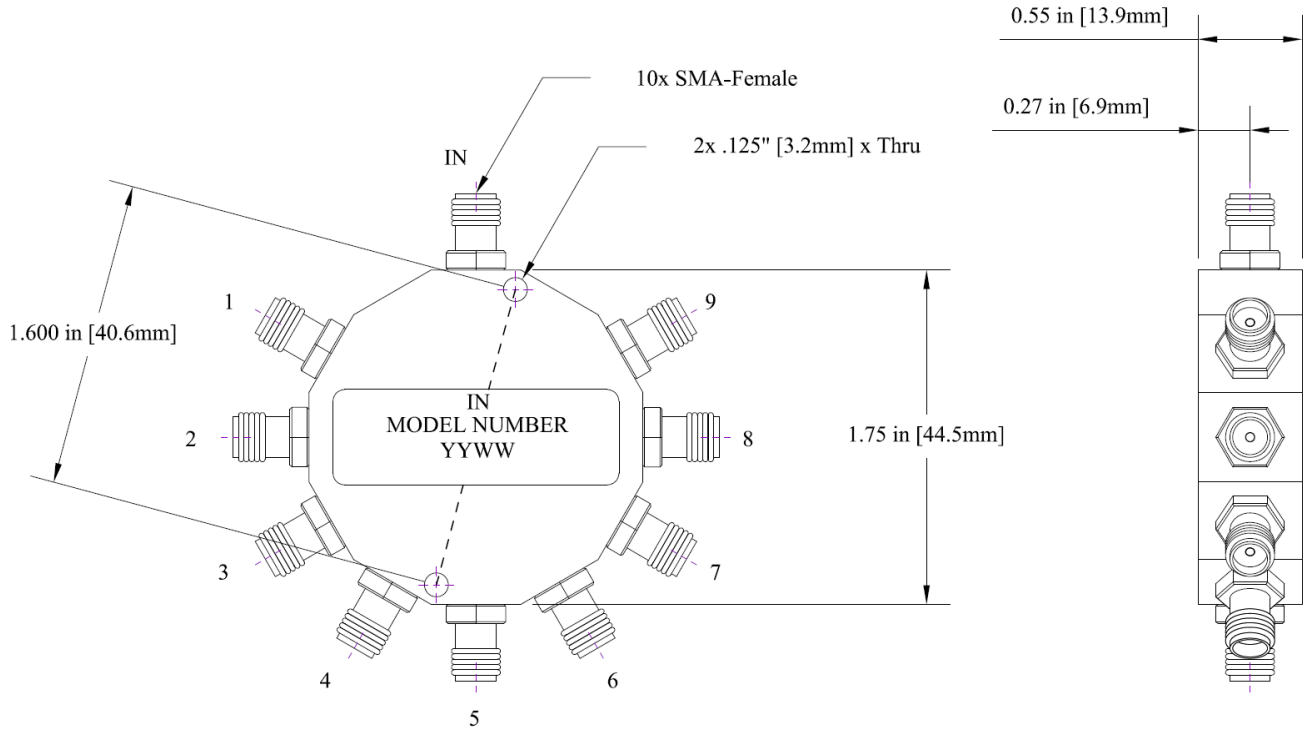 0.55 in [13.9mm]
10x SMA-Female
0.27 in [6.9mm]
2x .125" [3.2mm] x Thru
IN
1
9
1.600 in [40.6mm]
IN
MODEL NUMBER
YYWW
2
8
1.75 in [44.5mm]
3
7
4
6
5